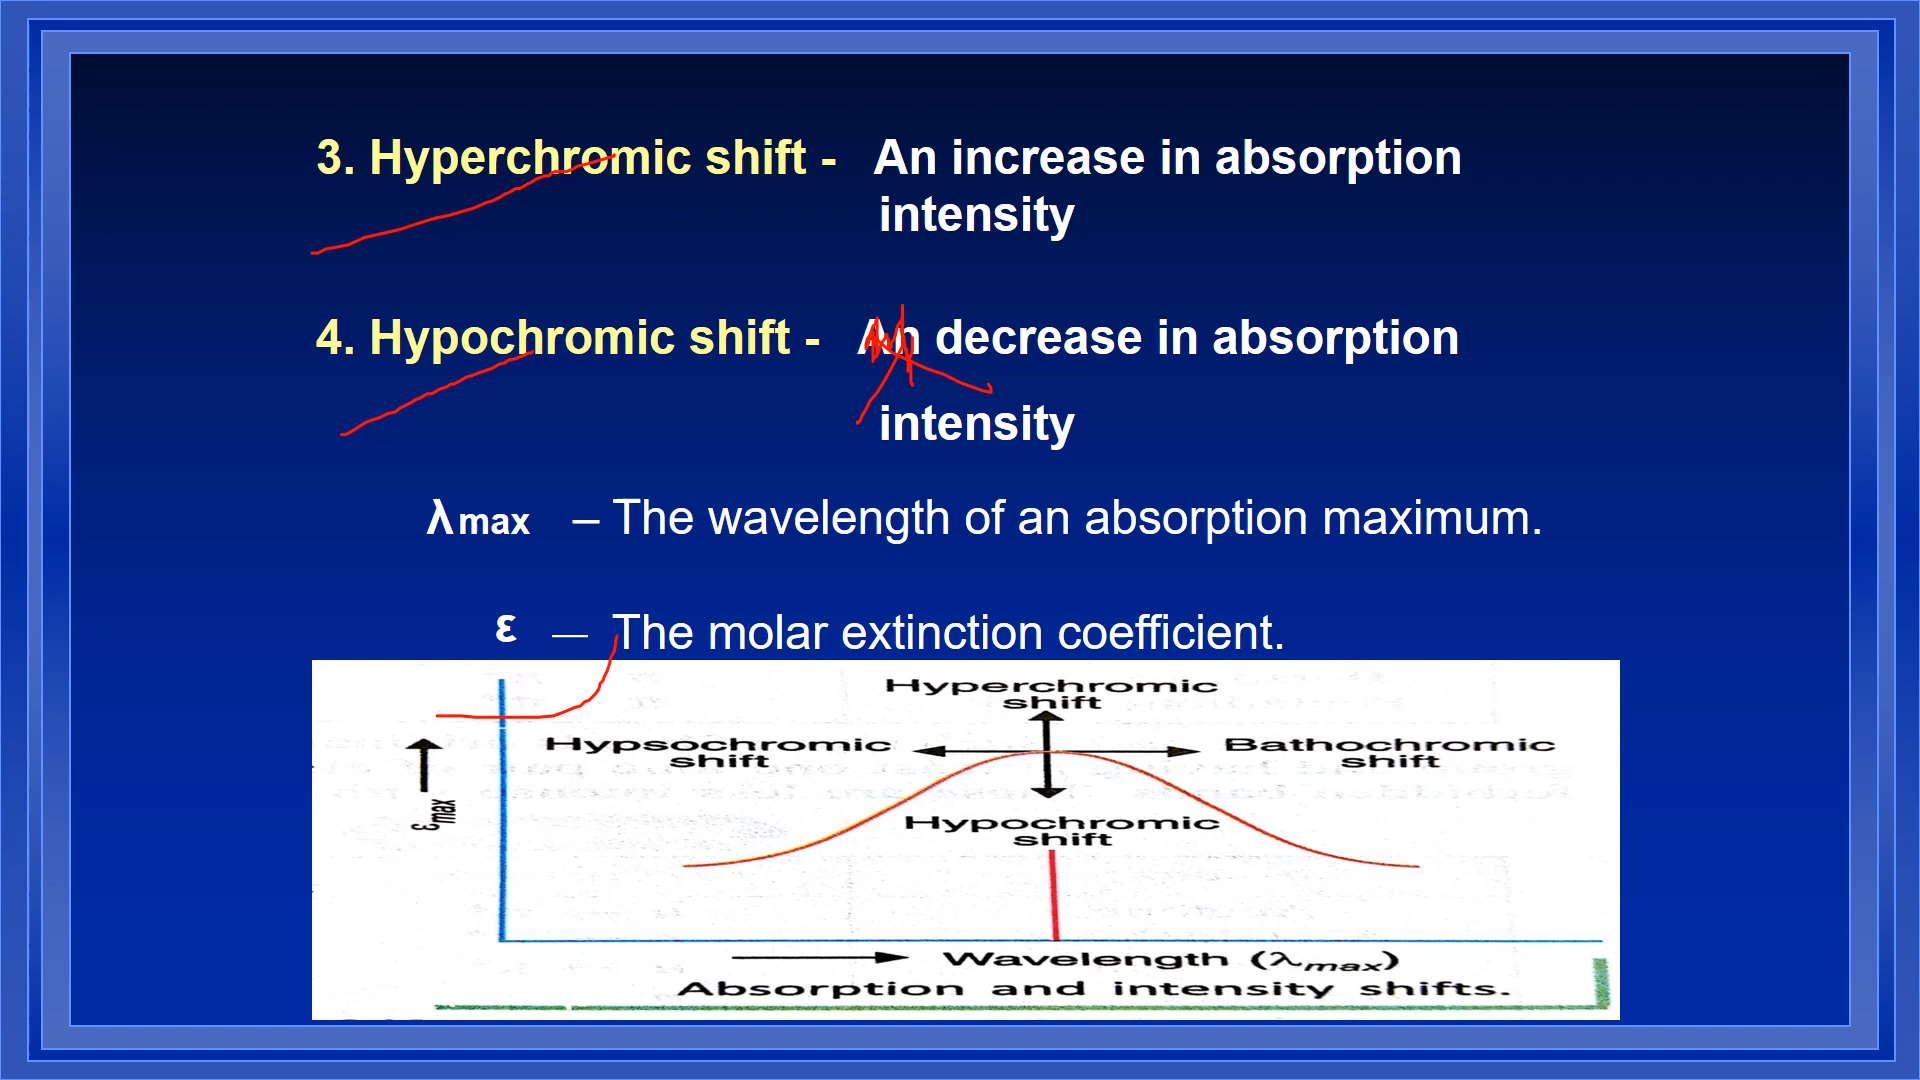 3. Hyperchromic shift - An increase in absorption
intensity
4. Hypochromic shift - An decrease in absorption
intensity
λmax – The wavelength of an absorption maximum.
ε — The molar extinction coefficient.
Hyperchromic
shift
Hypsochromic
shift
Bathochromic
shift
εmax
Hypochromic
shift
Wavelength (λmax)
Absorption and intensity shifts.